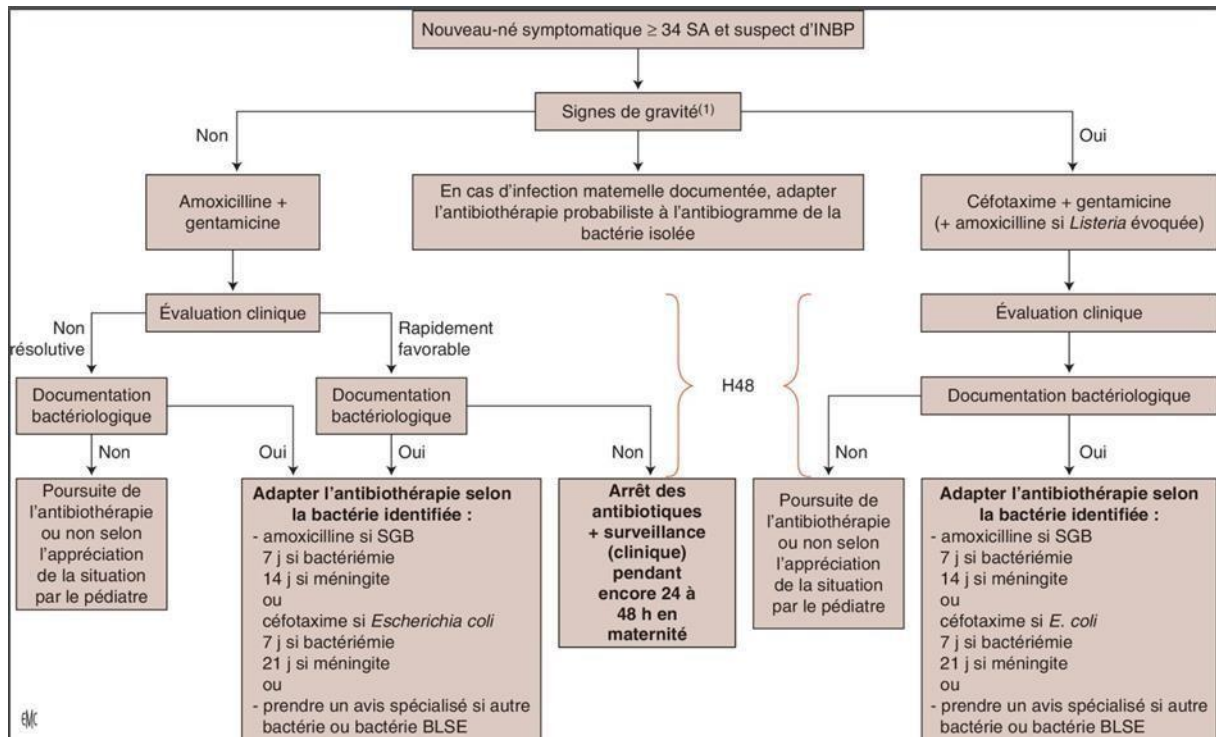 Nouveau-né symptomatique ≥ 34 SA et suspect d'INBP
Signes de gravité(1)
Non
Oui
Amoxicilline +
gentamicine
En cas d'infection maternelle documentée, adapter
l'antibiothérapie probabiliste à l'antibiogramme de la
bactérie isolée
Céfotaxime + gentamicine
(+ amoxicilline si Listeria évoquée)
Évaluation clinique
Évaluation clinique
Non
résolutive
Rapidement
favorable
H48
Documentation
bactériologique
Documentation
bactériologique
Documentation bactériologique
Non
Oui
Oui
Non
Non
Oui
Poursuite de
l'antibiothérapie
ou non selon
l'appréciation
de la situation
par le pédiatre
Adapter l'antibiothérapie selon
la bactérie identifiée :
- amoxicilline si SGB
7 j si bactériémie
14 j si méningite
ou
céfotaxime si Escherichia coli
7 j si bactériémie
21 j si méningite
ou
- prendre un avis spécialisé si autre
bactérie ou bactérie BLSE
Arrêt des
antibiotiques
+ surveillance
(clinique)
pendant
encore 24 à
48 h en
maternité
Poursuite de
l'antibiothérapie
ou non selon
l'appréciation
de la situation
par le pédiatre
Adapter l'antibiothérapie selon
la bactérie identifiée :
- amoxicilline si SGB
7 j si bactériémie
14 j si méningite
ou
céfotaxime si E. coli
7 j si bactériémie
21 j si méningite
ou
- prendre un avis spécialisé si autre
bactérie ou bactérie BLSE
EMC